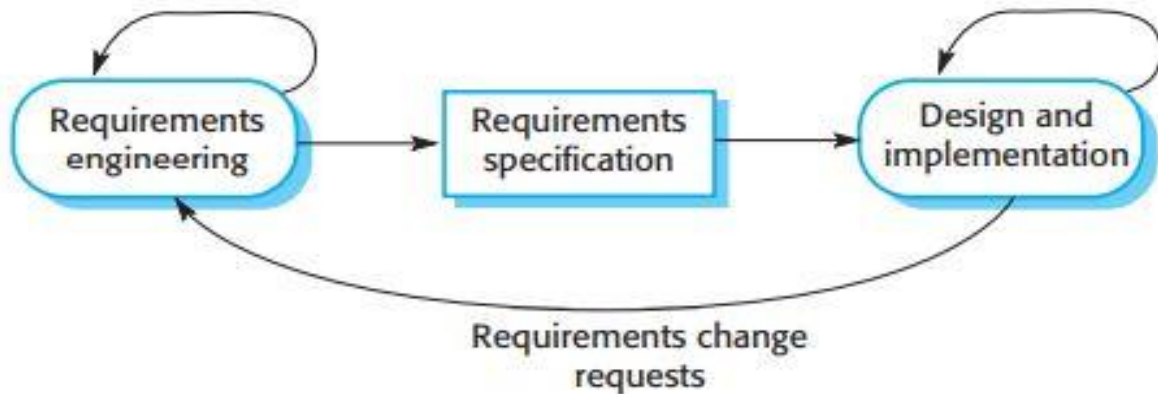 Requirements
engineering
Requirements
specification
Design and
implementation
Requirements change
requests